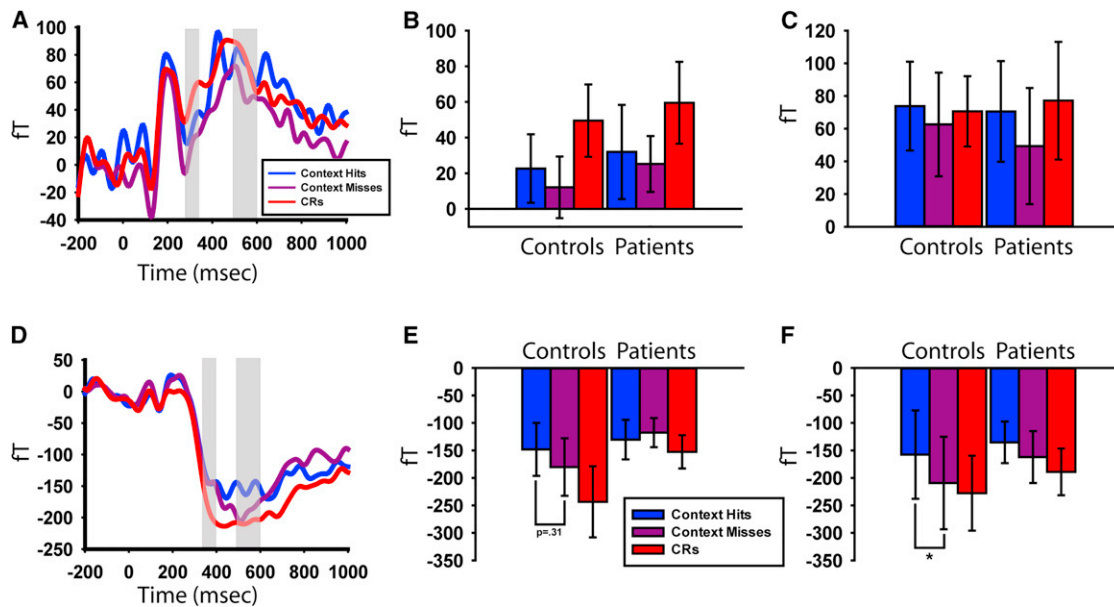 A
100
80
60
40
20
0
-20
-40
fT
-200 0 200 400 600 800 1000
Time (msec)
Context Hits
Context Misses
CRs
B
100
80
60
40
20
0
fT
Controls Patients
C
120
100
80
60
40
20
0
fT
Controls Patients
D
50
0
-50
-100
-150
-200
-250
fT
-200 0 200 400 600 800 1000
Time (msec)
E
Controls Patients
0
-50
-100
-150
-200
-250
-300
-350
fT
p=.31
Context Hits
Context Misses
CRs
F
Controls Patients
0
-50
-100
-150
-200
-250
-300
-350
fT
*